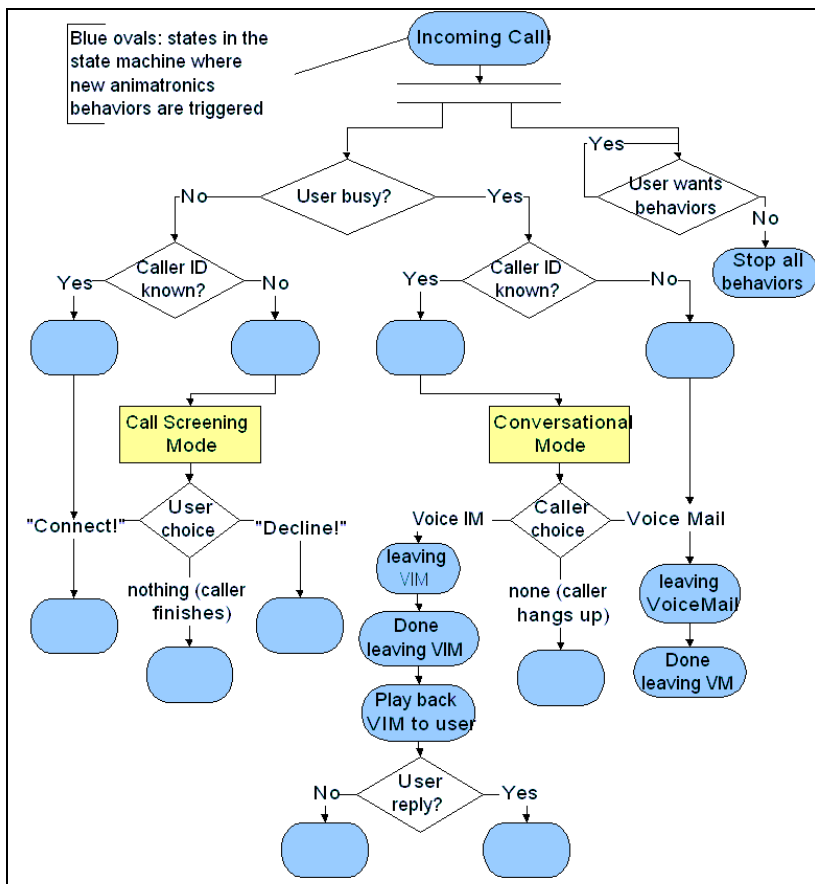 Blue ovals: states in the
state machine where
new animatronics
behaviors are triggered
Incoming Call
Yes
User busy?
No
Yes
User wants
behaviors
No
Stop all
behaviors
Caller ID
known?
Yes
No
Caller ID
known?
Yes
No
Call Screening
Mode
Conversational
Mode
"Connect!"
User
choice
"Decline!"
Voice IM
Caller
choice
Voice Mail
nothing (caller
finishes)
leaving
VIM
none (caller
hangs up)
leaving
VoiceMail
Done
leaving VIM
Done
leaving VM
Play back
VIM to user
User
reply?
No
Yes